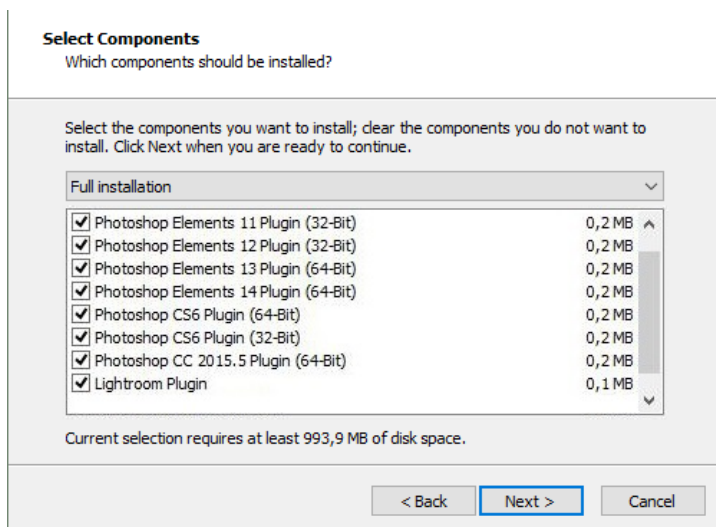 Select Components
Which components should be installed?
Select the components you want to install; clear the components you do not want to
install. Click Next when you are ready to continue.
Full installation
Photoshop Elements 11 Plugin (32-Bit) 0,2 MB
Photoshop Elements 12 Plugin (32-Bit) 0,2 MB
Photoshop Elements 13 Plugin (64-Bit) 0,2 MB
Photoshop Elements 14 Plugin (64-Bit) 0,2 MB
Photoshop CS6 Plugin (64-Bit) 0,2 MB
Photoshop CS6 Plugin (32-Bit) 0,2 MB
Photoshop CC 2015.5 Plugin (64-Bit) 0,2 MB
Lightroom Plugin 0,1 MB
Current selection requires at least 993,9 MB of disk space.
< Back Next > Cancel